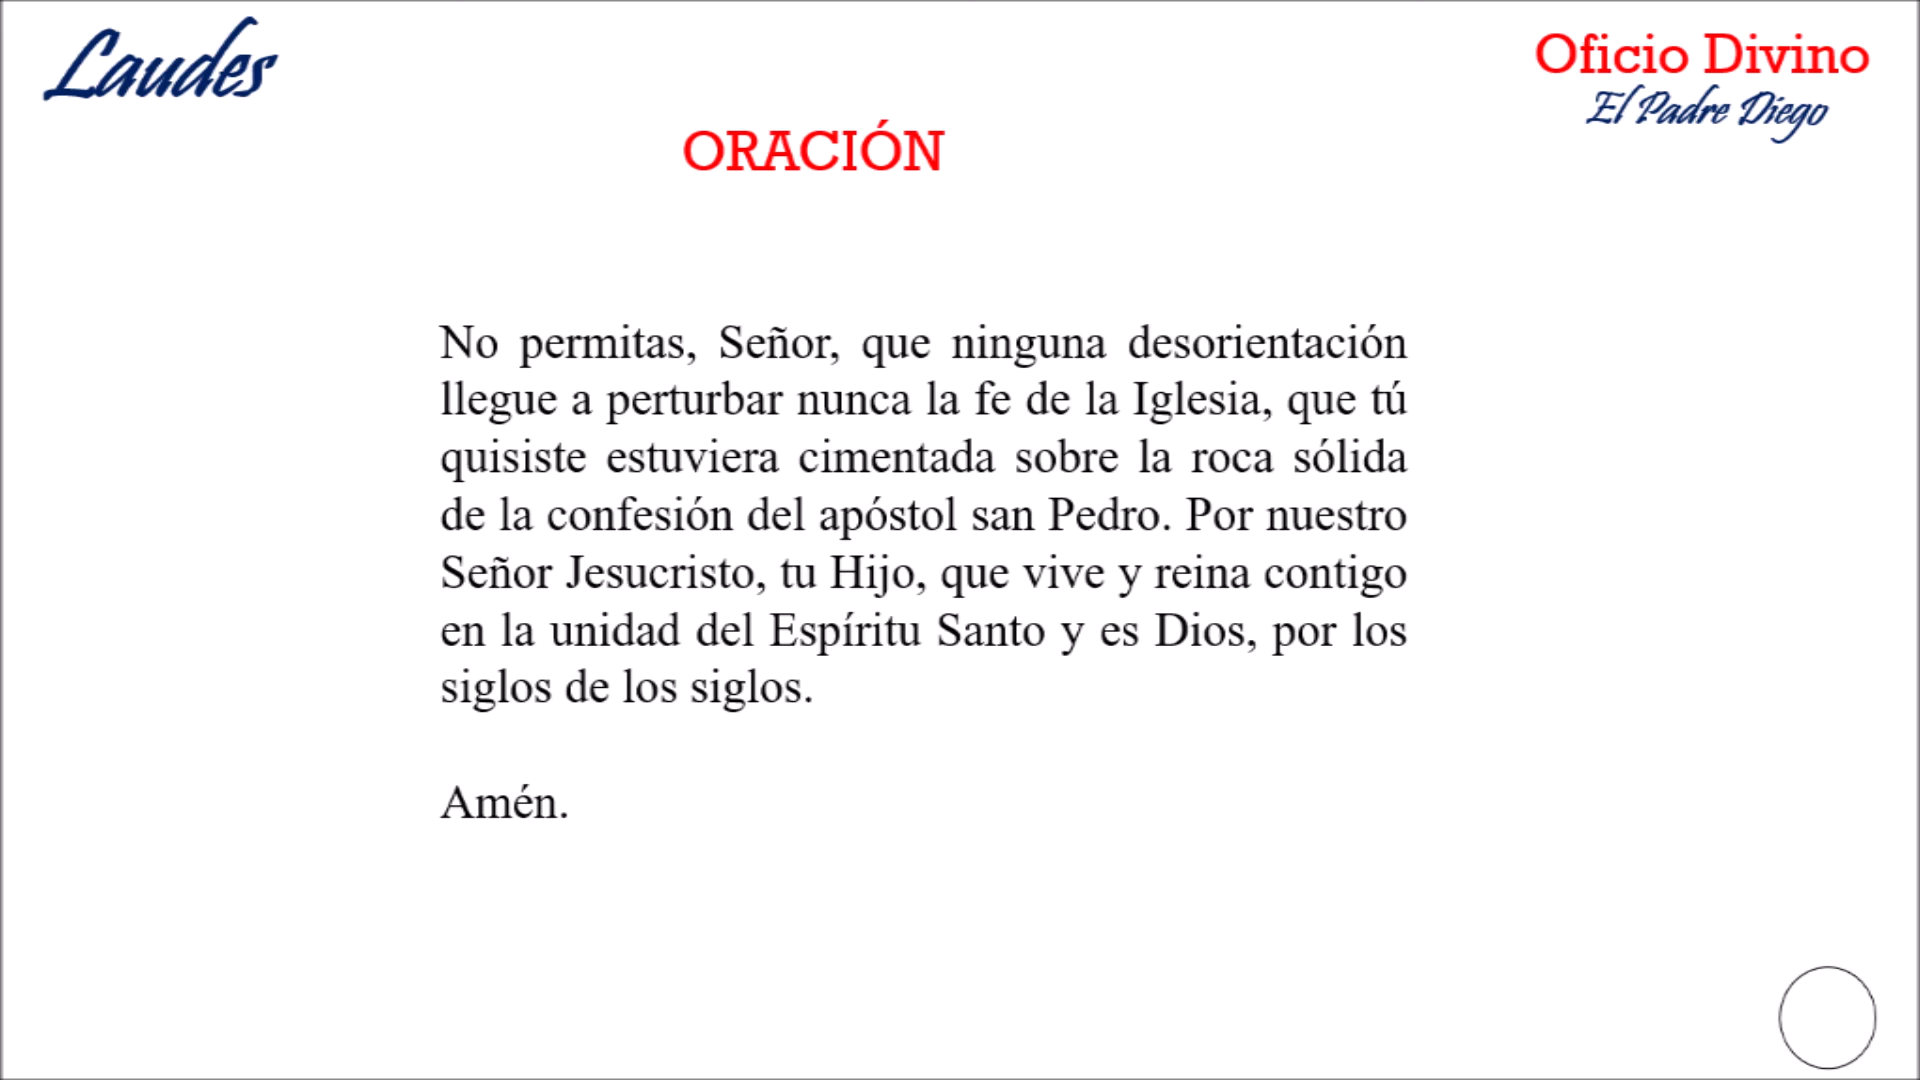 Laudes
Oficio Divino
El Padre Diego
ORACIÓN
No permitas, Señor, que ninguna desorientación
llegue a perturbar nunca la fe de la Iglesia, que tú
quisiste estuviera cimentada sobre la roca sólida
de la confesión del apóstol san Pedro. Por nuestro
Señor Jesucristo, tu Hijo, que vive y reina contigo
en la unidad del Espíritu Santo y es Dios, por los
siglos de los siglos.
Amén.